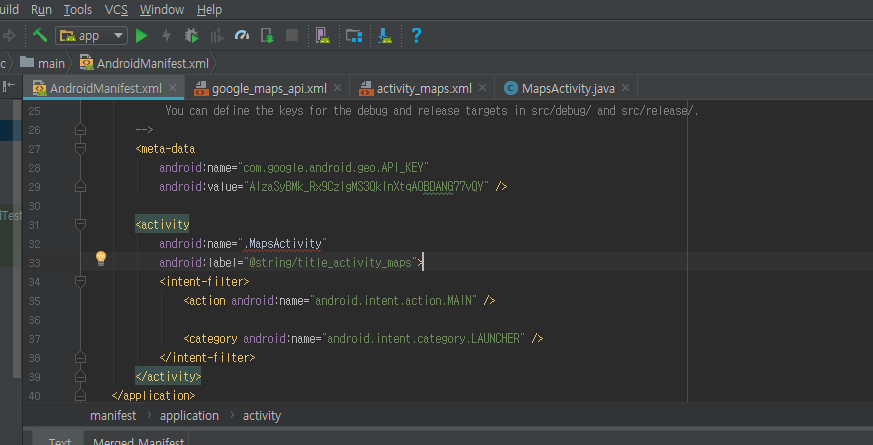 uild Run Tools VCS Window Help
app
c main AndroidManifest.xml
AndroidManifest.xml google_maps_api.xml activity_maps.xml MapsActivity.java
25 You can define the keys for the debug and release targets in src/debug/ and src/release/.
26 -->
27 <meta-data
28 android:name="com.google.android.geo.API_KEY"
29 android:value= />
30
31 <activity
32 android:name=".MapsActivity"
33 android:label="@string/title_activity_maps">
34 <intent-filter>
35 <action android:name="android.intent.action.MAIN" />
36
37 <category android:name="android.intent.category.LAUNCHER" />
38 </intent-filter>
39 </activity>
40 </application>
manifest application activity
Text Merged Manifest